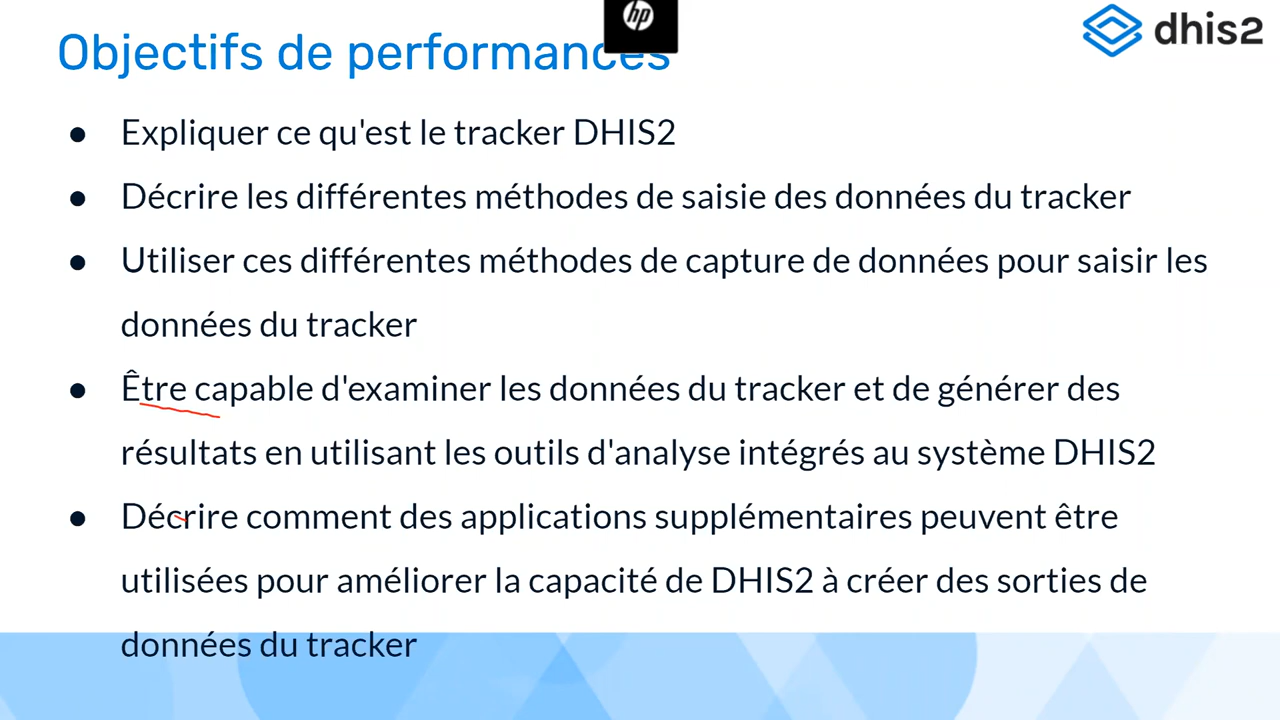 hp
dhis2
Objectifs de performances
● Expliquer ce qu'est le tracker DHIS2
● Décrire les différentes méthodes de saisie des données du tracker
● Utiliser ces différentes méthodes de capture de données pour saisir les
données du tracker
● Être capable d'examiner les données du tracker et de générer des
résultats en utilisant les outils d'analyse intégrés au système DHIS2
● Décrire comment des applications supplémentaires peuvent être
utilisées pour améliorer la capacité de DHIS2 à créer des sorties de
données du tracker